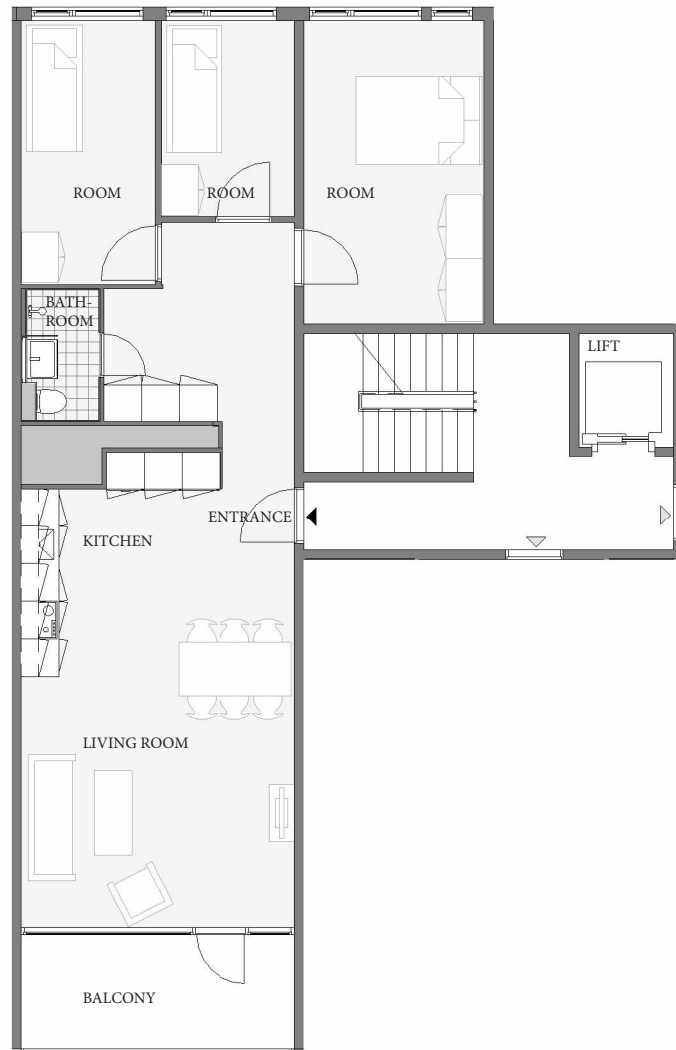 ROOM
ROOM
ROOM
BATH-
ROOM
LIFT
ENTRANCE
KITCHEN
LIVING ROOM
BALCONY